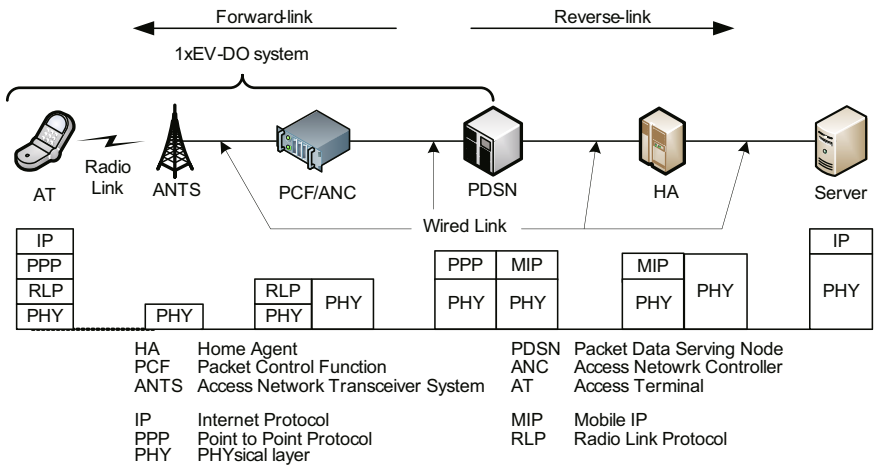 Forward-link Reverse-link
1xEV-DO system
Radio
Link
AT ANTS PCF/ANC PDSN HA Server
Wired Link
IP IP
PPP PPP MIP MIP
RLP RLP PHY PHY PHY PHY PHY PHY
PHY PHY PHY
HA Home Agent PDSN Packet Data Serving Node
PCF Packet Control Function ANC Access Netowrk Controller
ANTS Access Network Transceiver System AT Access Terminal
IP Internet Protocol MIP Mobile IP
PPP Point to Point Protocol RLP Radio Link Protocol
PHY PHYsical layer